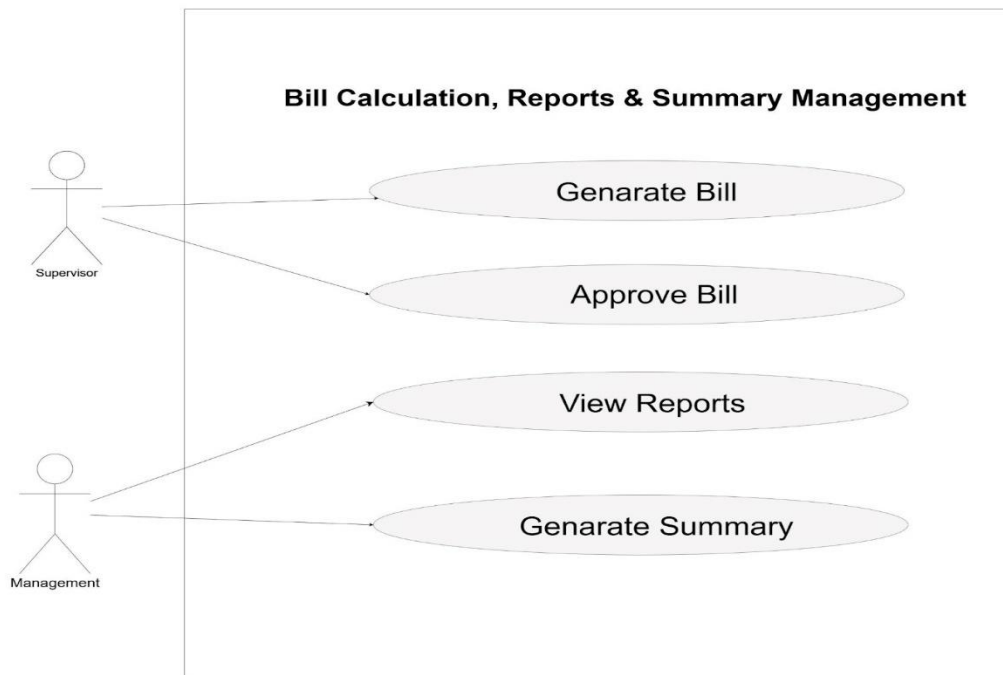 Bill Calculation, Reports & Summary Management
Genarate Bill
Supervisor
Approve Bill
View Reports
Genarate Summary
Management